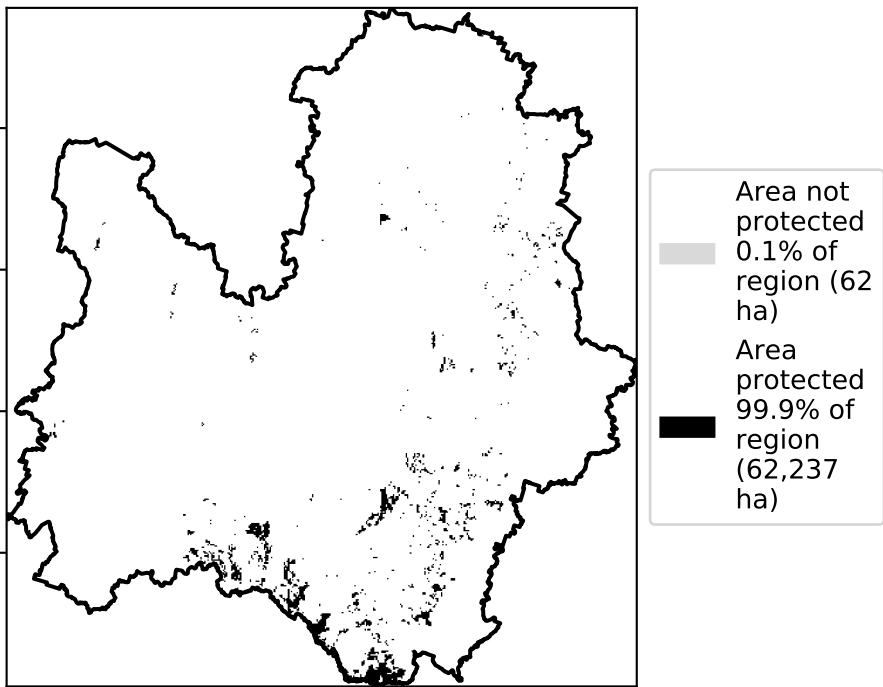 Area not
protected
0.1% of
region (62
ha)
Area
protected
99.9% of
region
(62,237
ha)